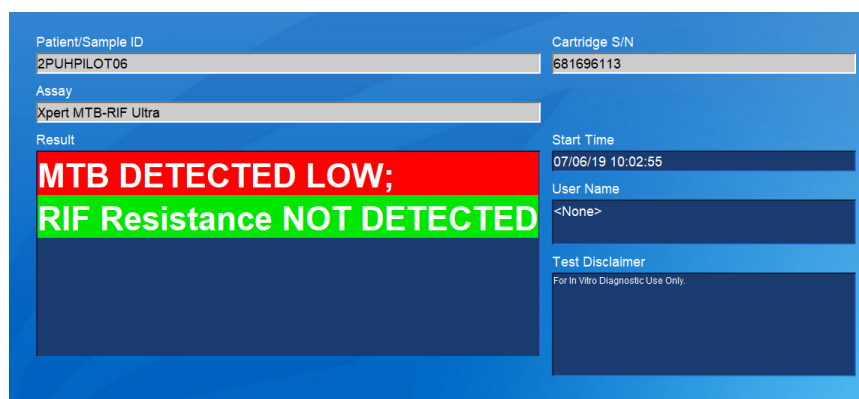 Patient/Sample ID
2PUHPILOT06
Cartridge S/N
681696113
Assay
Xpert MTB-RIF Ultra
Result
MTB DETECTED LOW;
RIF Resistance NOT DETECTED
Start Time
07/06/19 10:02:55
User Name
<None>
Test Disclaimer
For In Vitro Diagnostic Use Only.